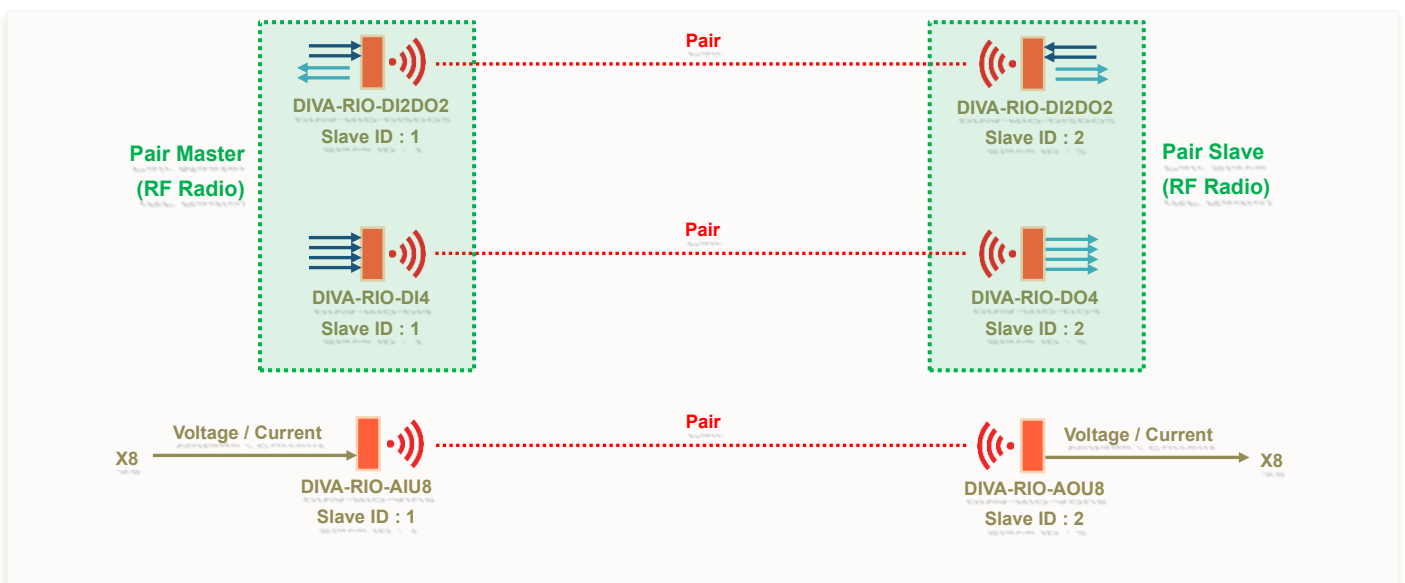 Pair
DIVA-RIO-DI2DO2
Slave ID : 1
DIVA-RIO-DI2DO2
Slave ID : 2
Pair Master
(RF Radio)
Pair Slave
(RF Radio)
Pair
DIVA-RIO-DI4
Slave ID : 1
DIVA-RIO-DO4
Slave ID : 2
Pair
Voltage / Current
X8
Voltage / Current
X8
DIVA-RIO-AIU8
Slave ID : 1
DIVA-RIO-AOU8
Slave ID : 2